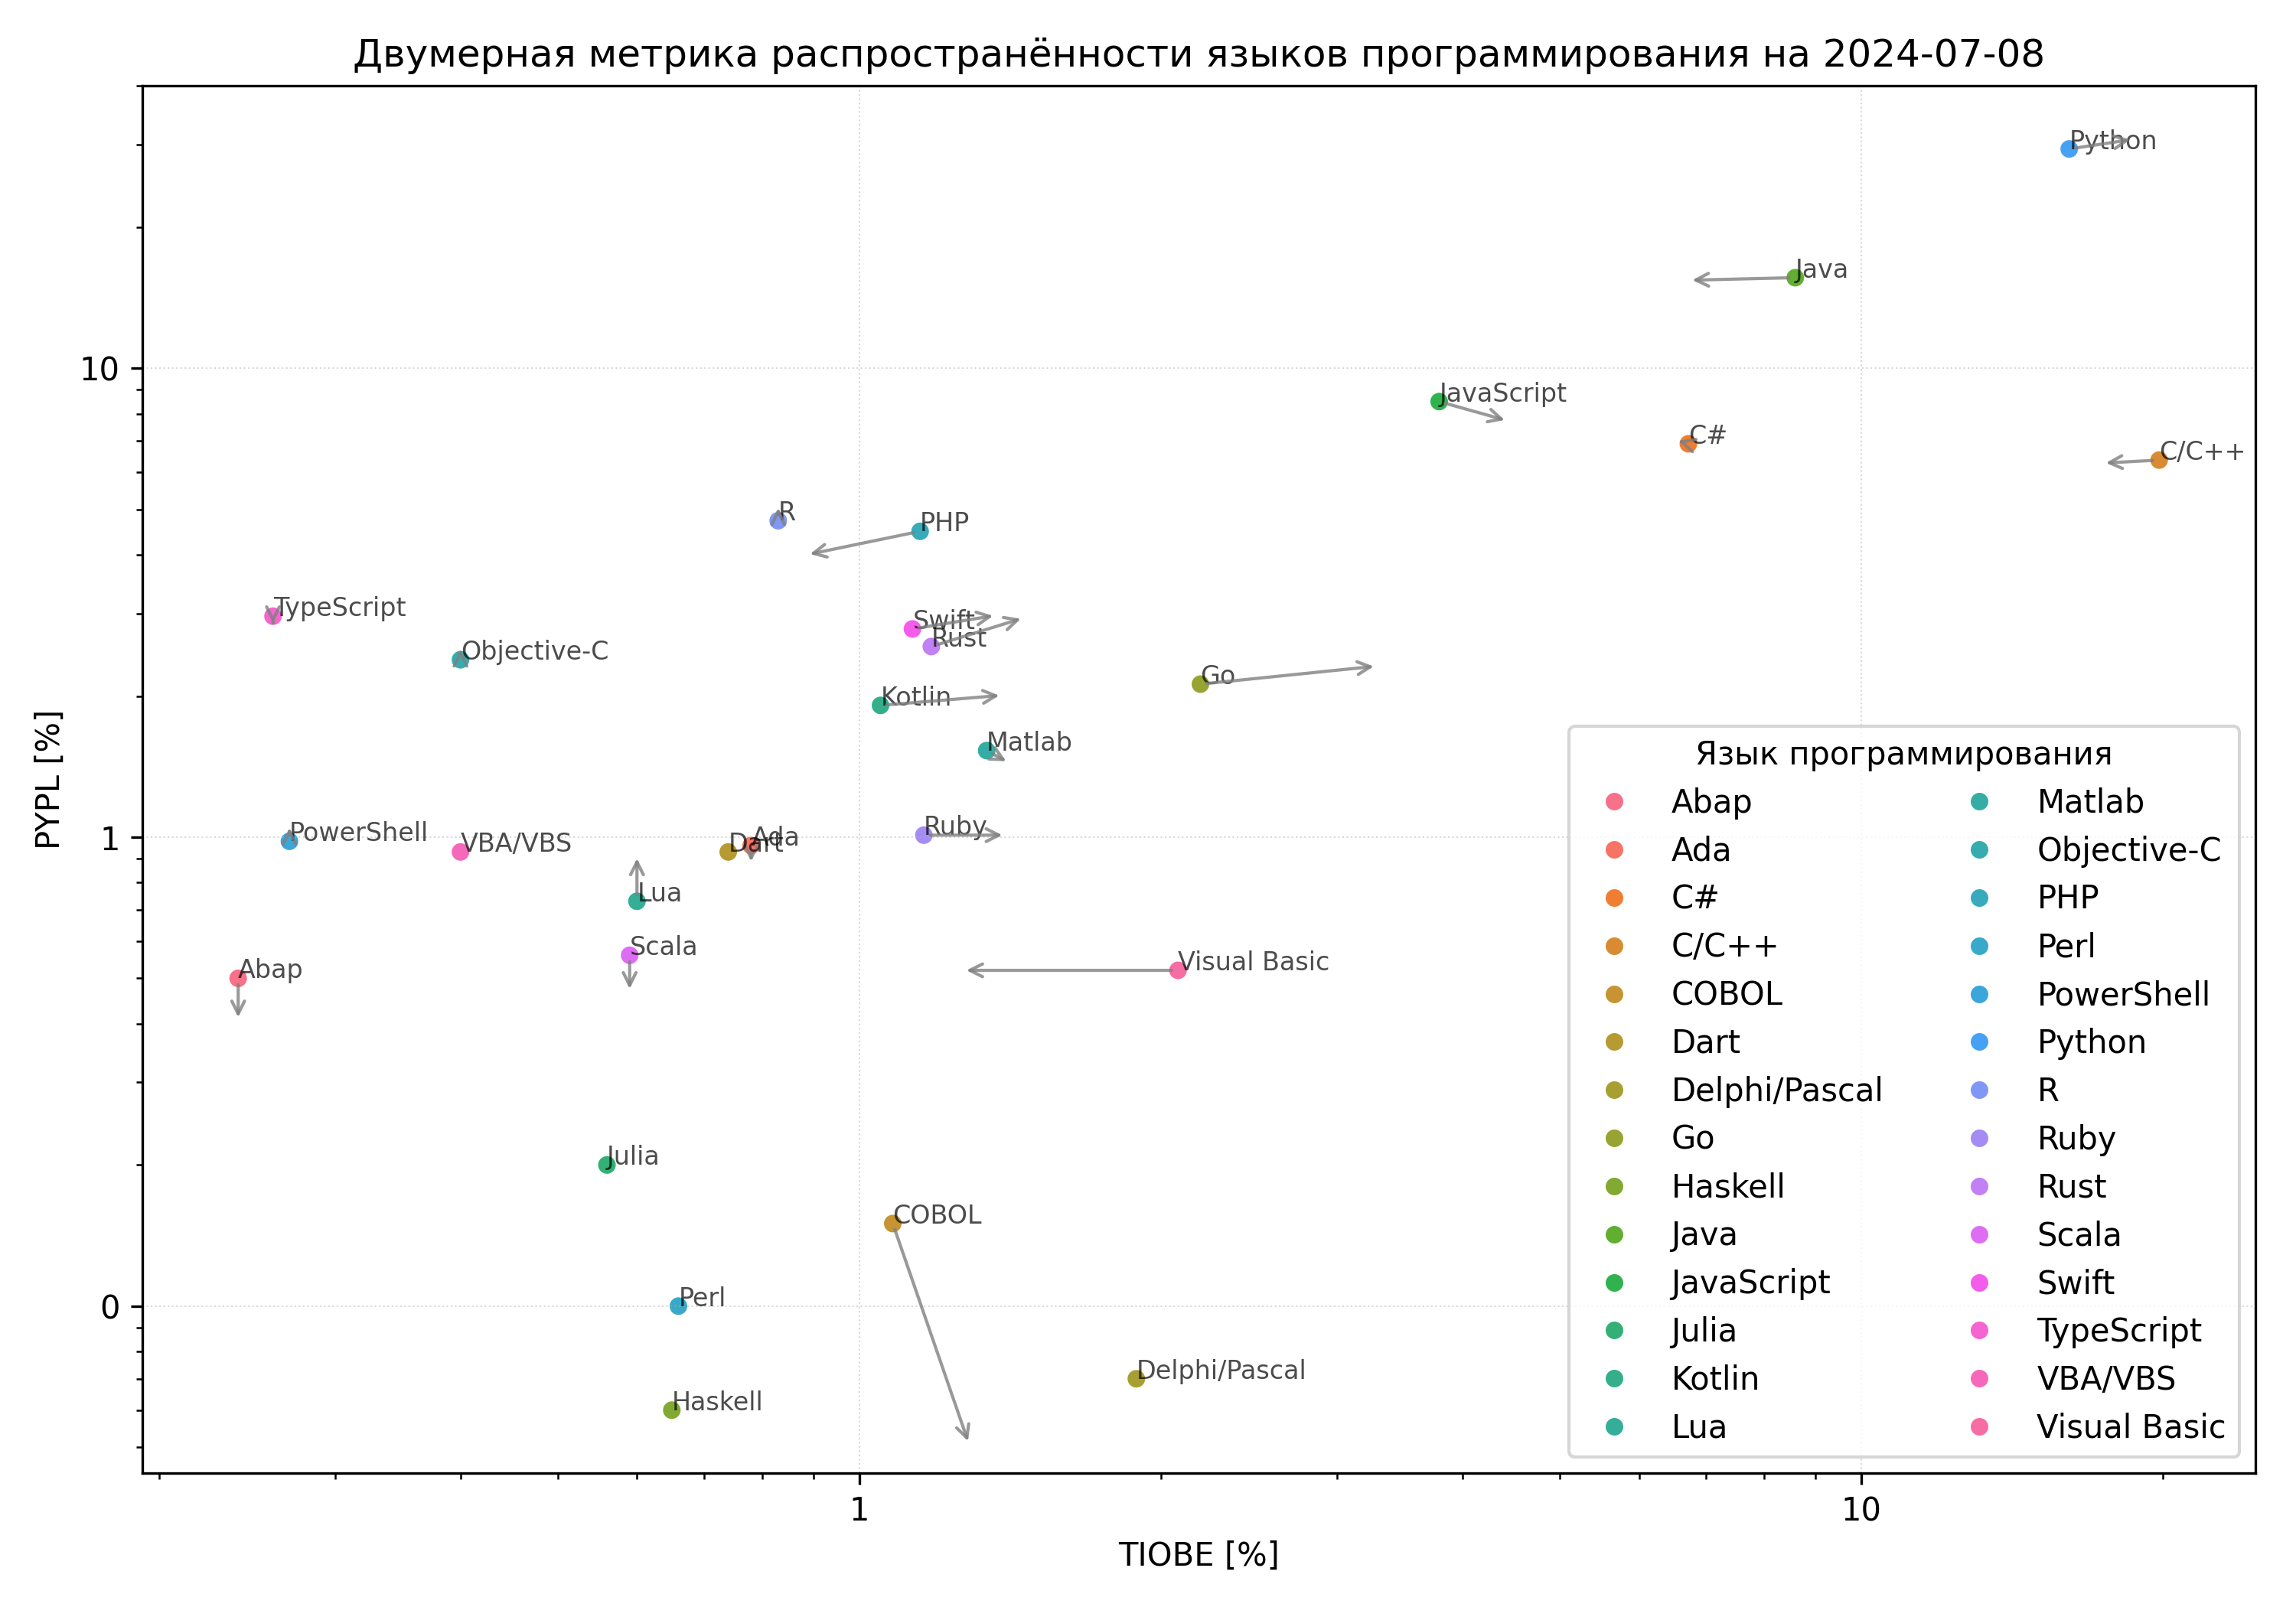 Двумерная метрика распространённости языков программирования на 2024-07-08
Python
Java
10
JavaScript
C#
C/C++
R
PHP
TypeScript
Swift
Rust
Objective-C
Go
Kotlin
Matlab
PYPL [%]
1
PowerShell
VBA/VBS
Dart
Ada
Ruby
Lua
Scala
Abap
Visual Basic
Julia
COBOL
0
Perl
Delphi/Pascal
Haskell
Язык программирования
Abap
Ada
C#
C/C++
COBOL
Dart
Delphi/Pascal
Go
Haskell
Java
JavaScript
Julia
Kotlin
Lua
Matlab
Objective-C
PHP
Perl
PowerShell
Python
R
Ruby
Rust
Scala
Swift
TypeScript
VBA/VBS
Visual Basic
1
10
TIOBE [%]